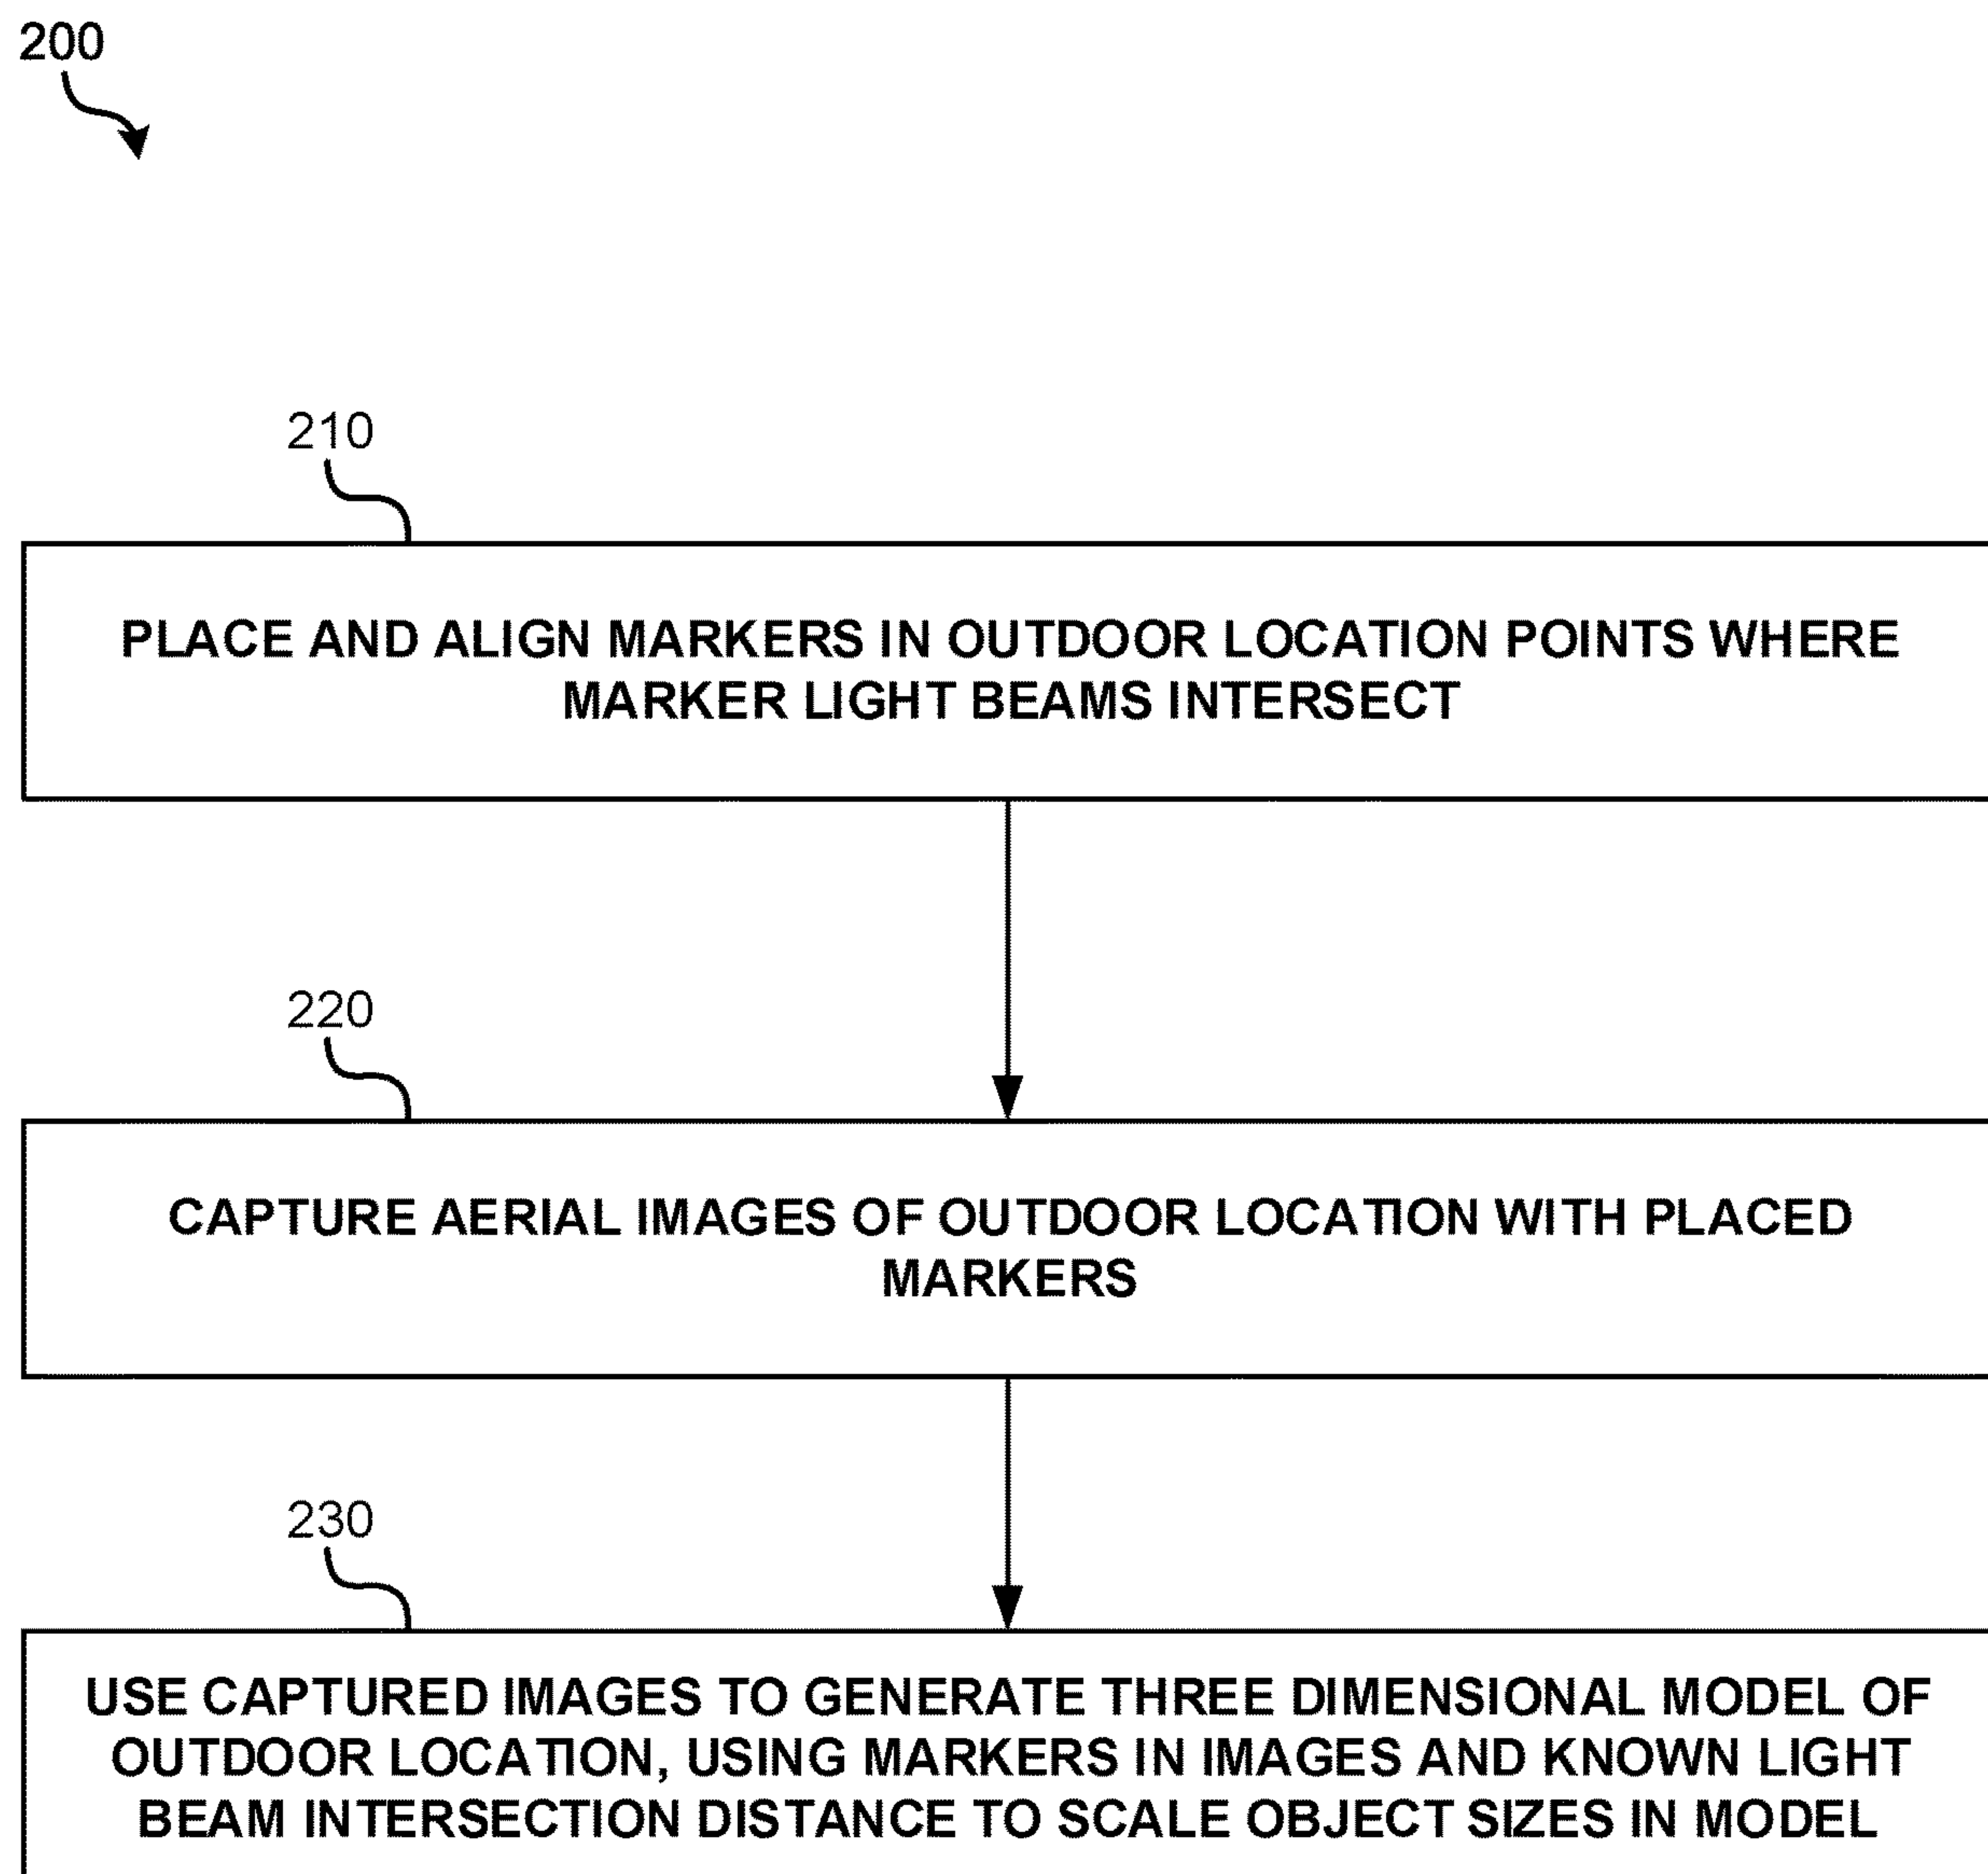 200
210
PLACE AND ALIGN MARKERS IN OUTDOOR LOCATION POINTS WHERE
MARKER LIGHT BEAMS INTERSECT
220
CAPTURE AERIAL IMAGES OF OUTDOOR LOCATION WITH PLACED
MARKERS
230
USE CAPTURED IMAGES TO GENERATE THREE DIMENSIONAL MODEL OF
OUTDOOR LOCATION, USING MARKERS IN IMAGES AND KNOWN LIGHT
BEAM INTERSECTION DISTANCE TO SCALE OBJECT SIZES IN MODEL